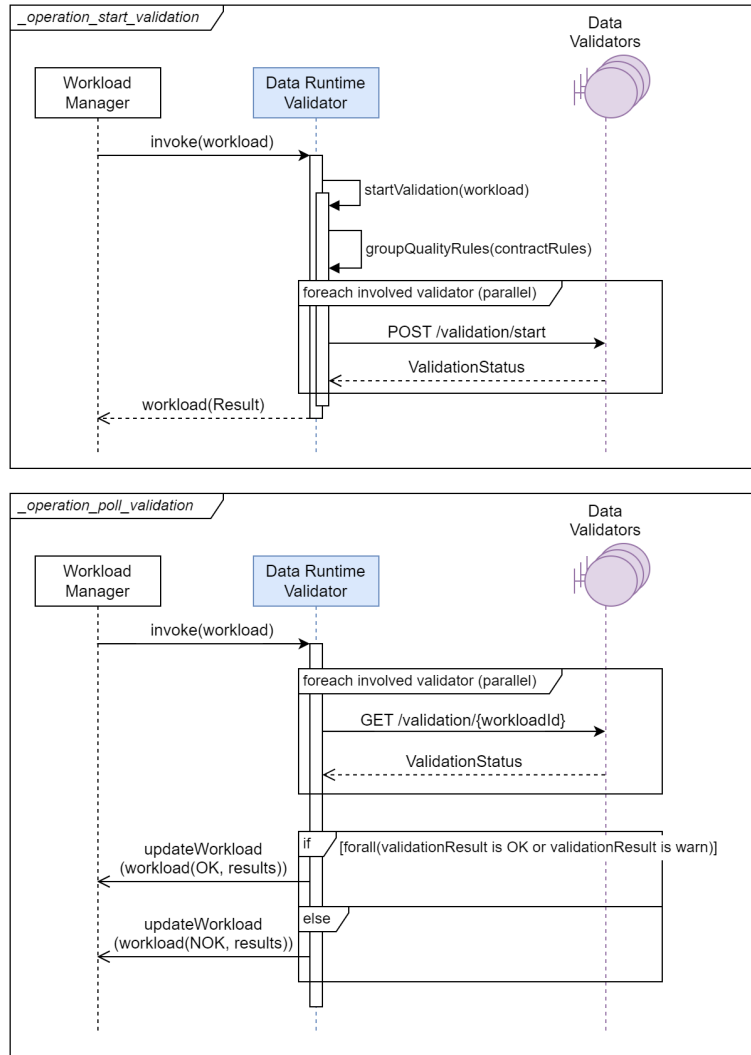 _operation_start_validation
Data
Validators
Workload
Manager
Data Runtime
Validator
invoke(workload)
startValidation(workload)
groupQualityRules(contractRules)
foreach involved validator (parallel)
POST /validation/start
ValidationStatus
workload(Result)
_operation_poll_validation
Data
Validators
Workload
Manager
Data Runtime
Validator
invoke(workload)
foreach involved validator (parallel)
GET /validation/{workloadId}
ValidationStatus
if
[forall(validationResult is OK or validationResult is warn)]
updateWorkload
(workload(OK, results))
else
updateWorkload
(workload(NOK, results))